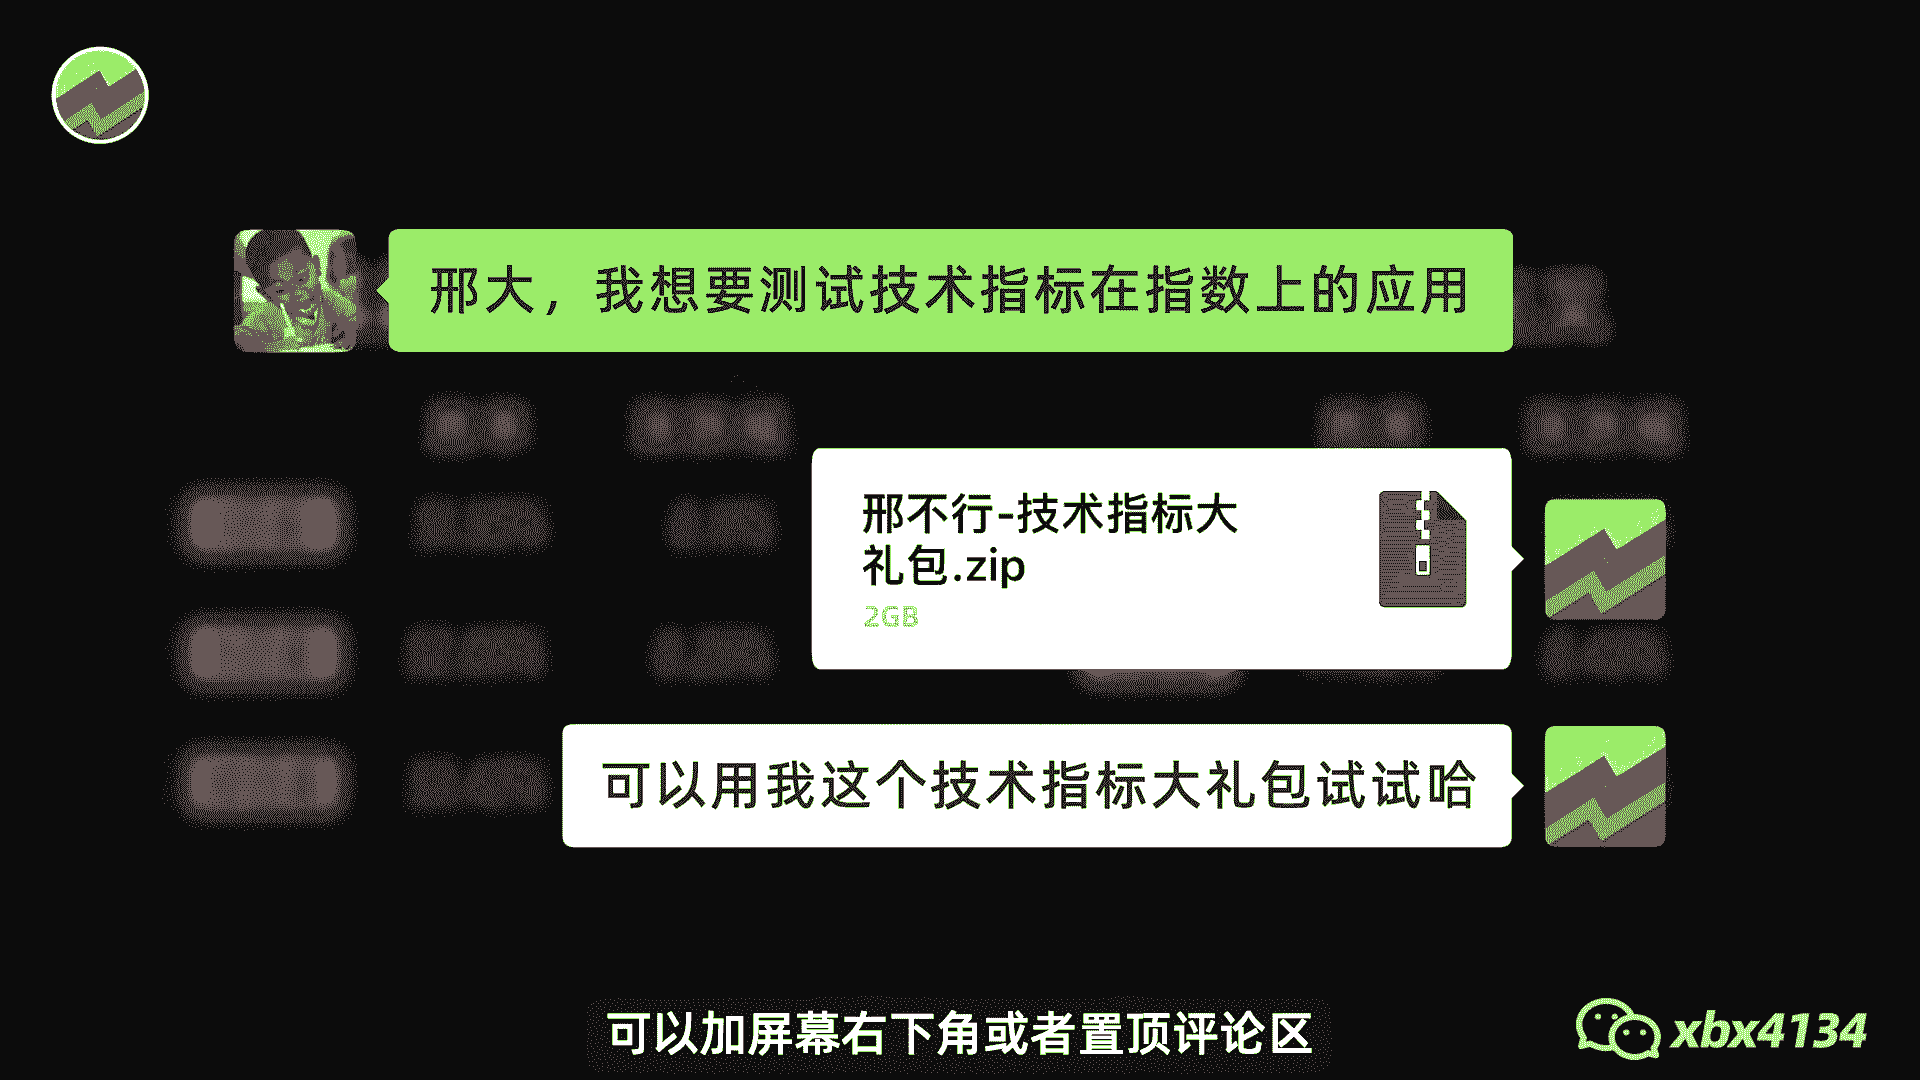 邢大，我想要测试技术指标在指数上的应用
邢不行-技术指标大
礼包.zip
2GB
可以用我这个技术指标大礼包试试哈
可以加屏幕右下角或者置顶评论区
xbx4134